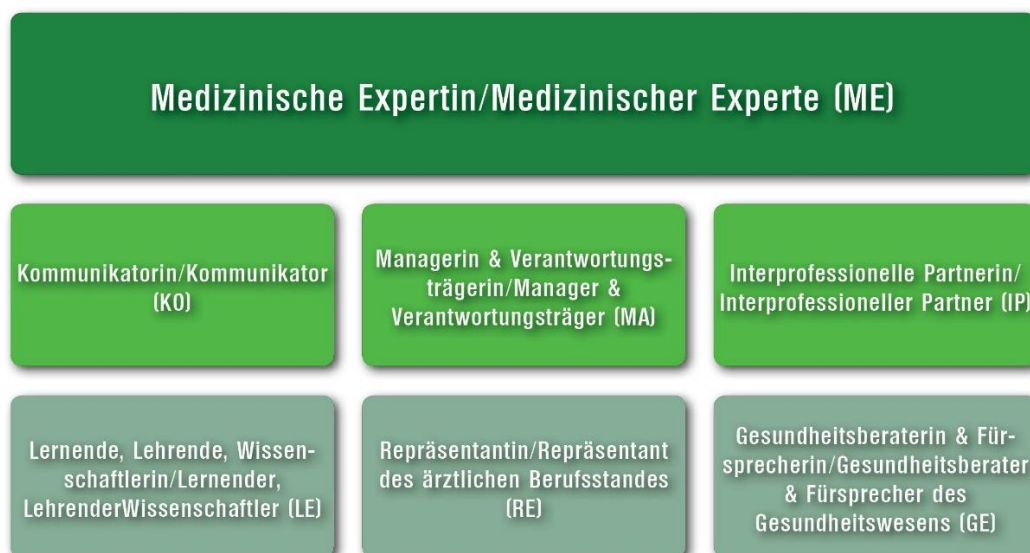 Medizinische Expertin/Medizinischer Experte (ME)
Kommunikatorin/Kommunikator
(KO)
Managerin & Verantwortungs-
trägerin/Manager &
Verantwortungsträger (MA)
Interprofessionelle Partnerin/
Interprofessioneller Partner (IP)
Lernende, Lehrende, Wissen-
schaftlerin/Lernender,
LehrenderWissenschaftler (LE)
Repräsentantin/Repräsentant
des ärztlichen Berufsstandes
(RE)
Gesundheitsberaterin & Für-
sprecherin/Gesundheitsberater
& Fürsprecher des
Gesundheitswesens (GE)